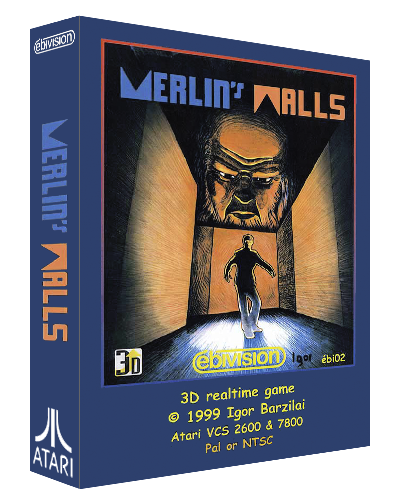 ebivision
MERLIN'S WALLS
ATARI
MERLIN'S WALLS
3D
ebivision
Igor
ebi02
3D realtime game
© 1999 Igor Barzilai
Atari VCS 2600 & 7800
Pal or NTSC